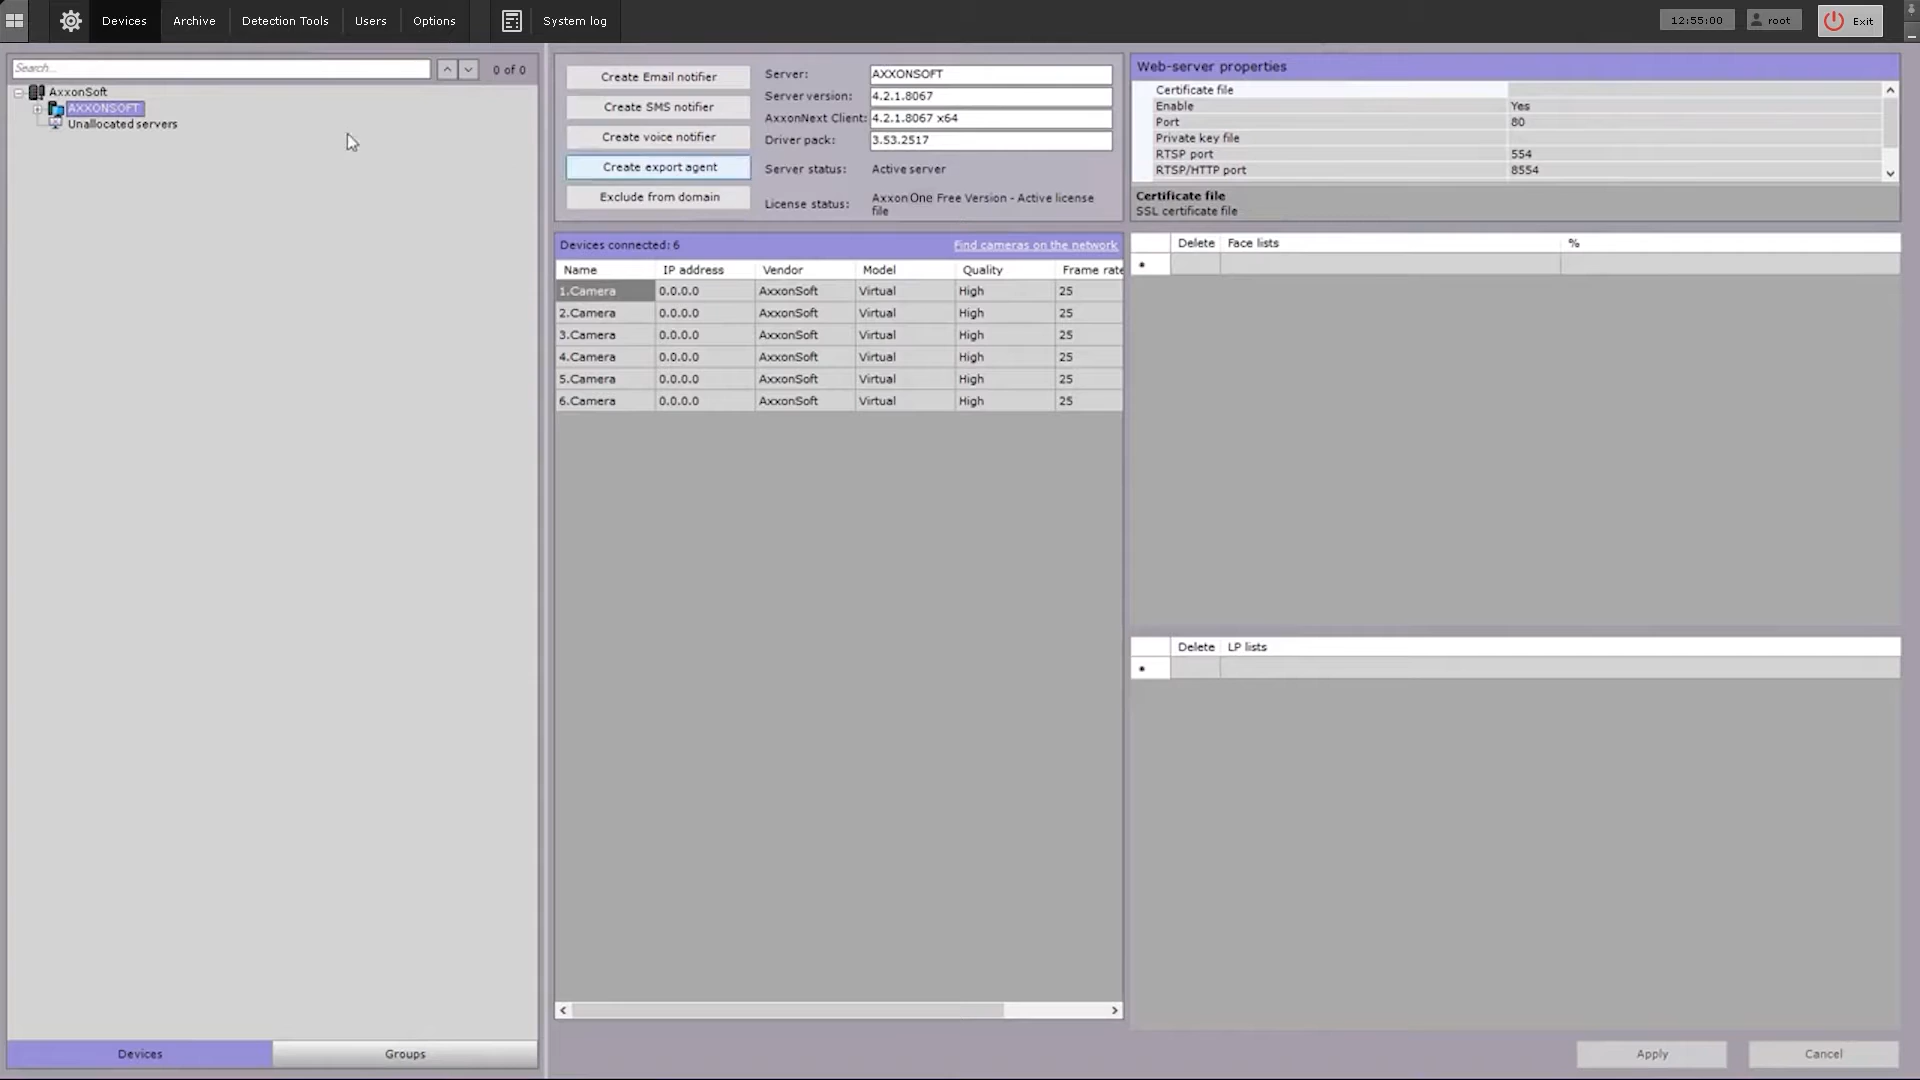 Devices
Archive
Detection Tools
Users
Options
System log
12:55:00
root
Exit
Search...
0 of 0
AxxonSoft
AXXONSOFT
Unallocated servers
Devices
Groups
Create Email notifier
Create SMS notifier
Create voice notifier
Create export agent
Exclude from domain
Server: AXXONSOFT
Server version: 4.2.1.8067
AxxonNext Client: 4.2.1.8067 x64
Driver pack: 3.53.2517
Server status: Active server
License status: Axxon One Free Version - Active license
file
Devices connected: 6 Find cameras on the network
Name IP address Vendor Model Quality Frame rate
1.Camera 0.0.0.0 AxxonSoft Virtual High 25
2.Camera 0.0.0.0 AxxonSoft Virtual High 25
3.Camera 0.0.0.0 AxxonSoft Virtual High 25
4.Camera 0.0.0.0 AxxonSoft Virtual High 25
5.Camera 0.0.0.0 AxxonSoft Virtual High 25
6.Camera 0.0.0.0 AxxonSoft Virtual High 25
Web-server properties
Certificate file
Enable Yes
Port 80
Private key file
RTSP port 554
RTSP/HTTP port 8554
Certificate file
SSL certificate file
Delete Face lists %
Delete LP lists
Apply
Cancel